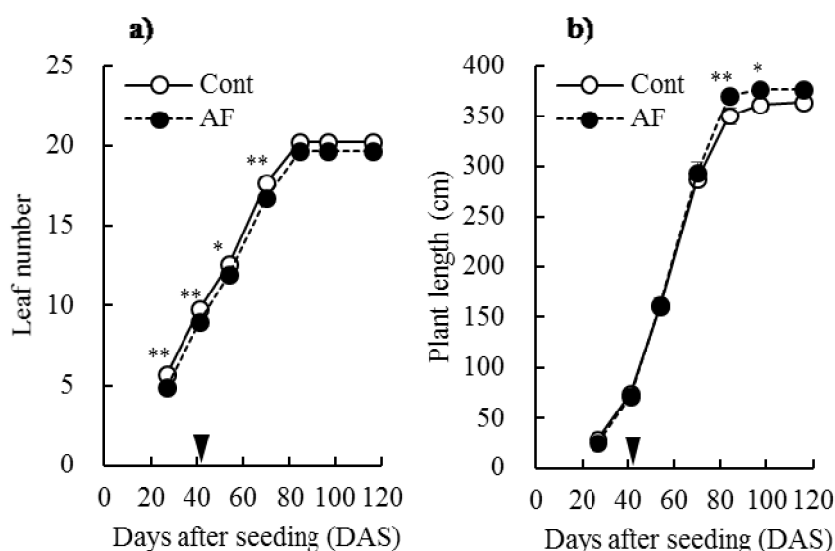 a)
25
20
15
10
5
0
Leaf number
Cont
AF
**
**
*
**
0 20 40 60 80 100 120
Days after seeding (DAS)
b)
400
350
300
250
200
150
100
50
0
Plant length (cm)
Cont
AF
** *
0 20 40 60 80 100 120
Days after seeding (DAS)